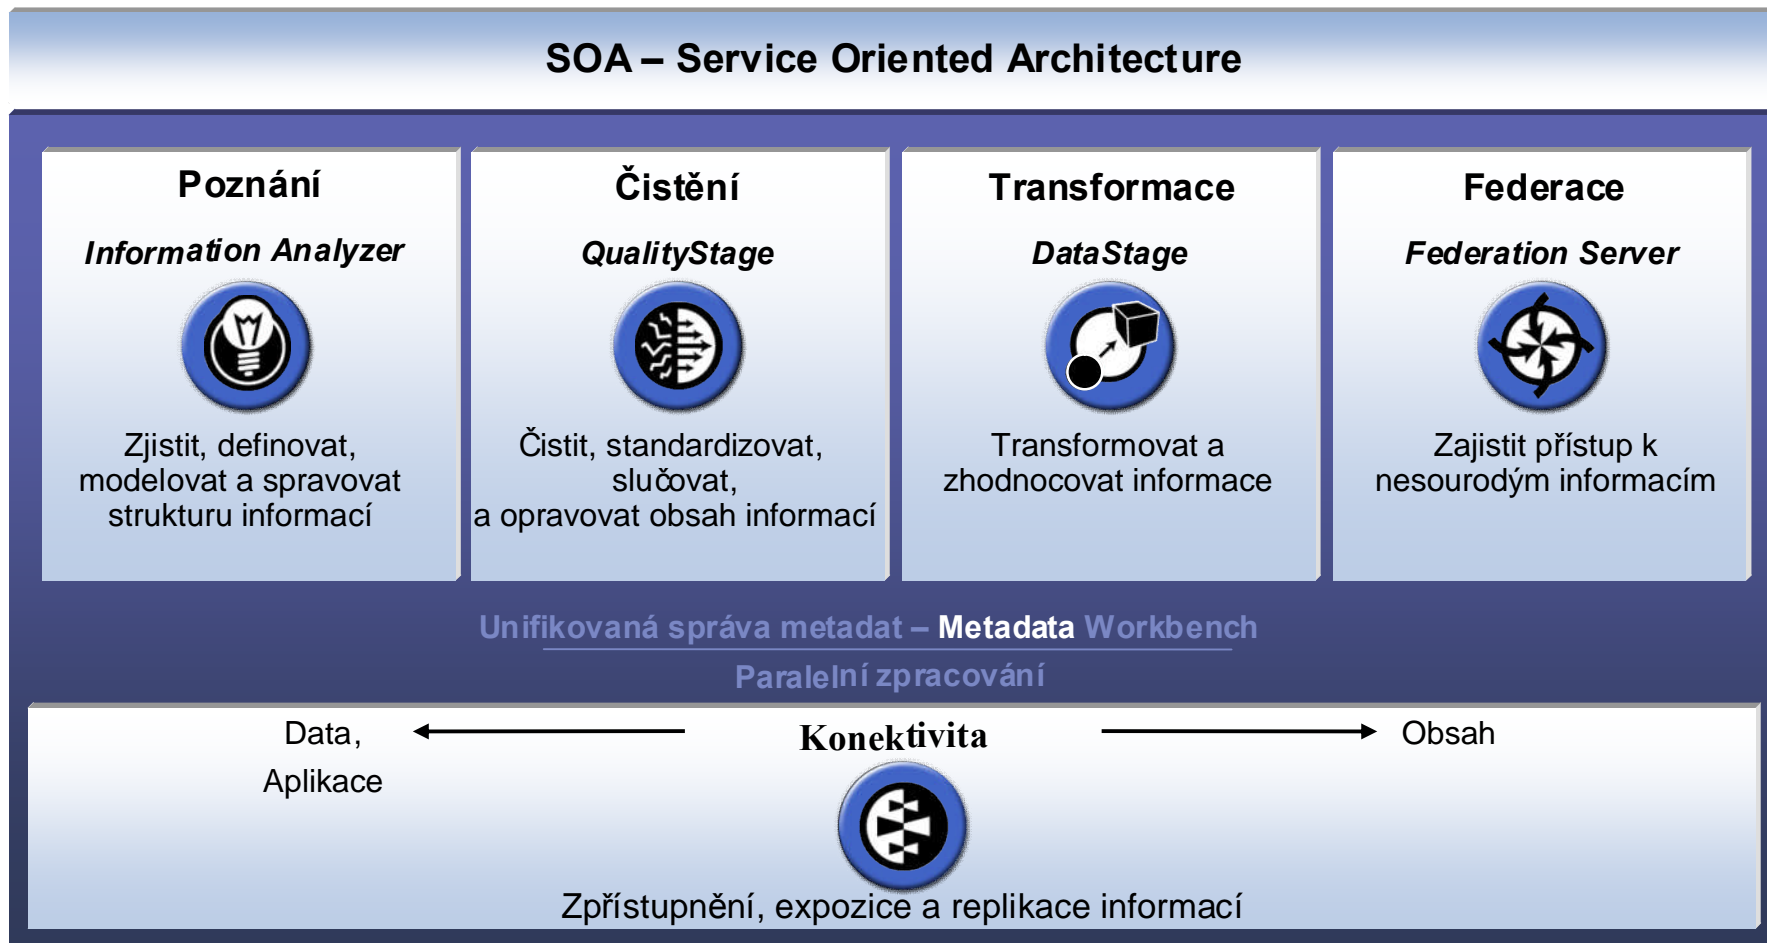 SOA – Service Oriented Architecture
Poznání
Information Analyzer
Zjistit, definovat,
modelovat a spravovat
strukturu informací
Čistění
QualityStage
Čistit, standardizovat,
slučovat,
a opravovat obsah informací
Transformace
DataStage
Transformovat a
zhodnocovat informace
Federace
Federation Server
Zajistit přístup k
nesourodým informacím
Unifikovaná správa metadat – Metadata Workbench
Paralelní zpracování
Data,
Aplikace
Konektivita
Obsah
Zpřístupnění, expozice a replikace informací